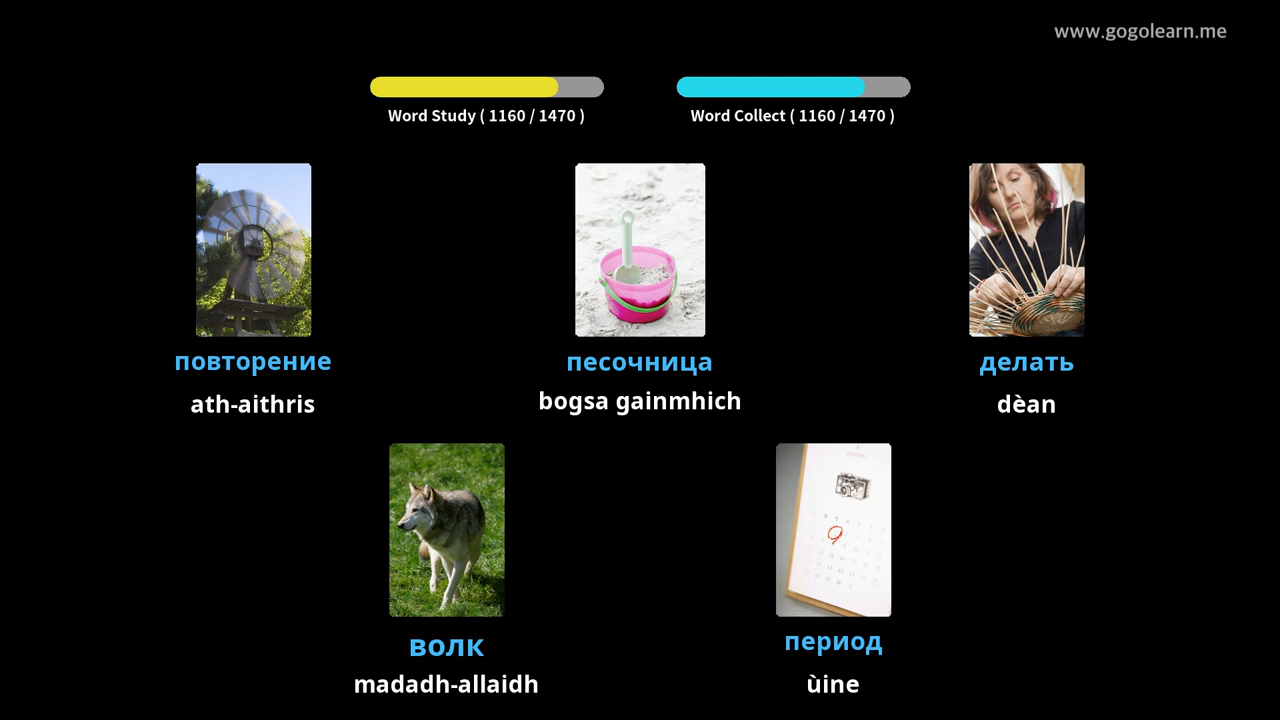 www.gogolearn.me
Word Study ( 1160 / 1470 )
Word Collect ( 1160 / 1470 )
повторение
песочница
делать
ath-aithris
bogsa gainmhich
dèan
9
волк
период
madadh-allaidh
ùine